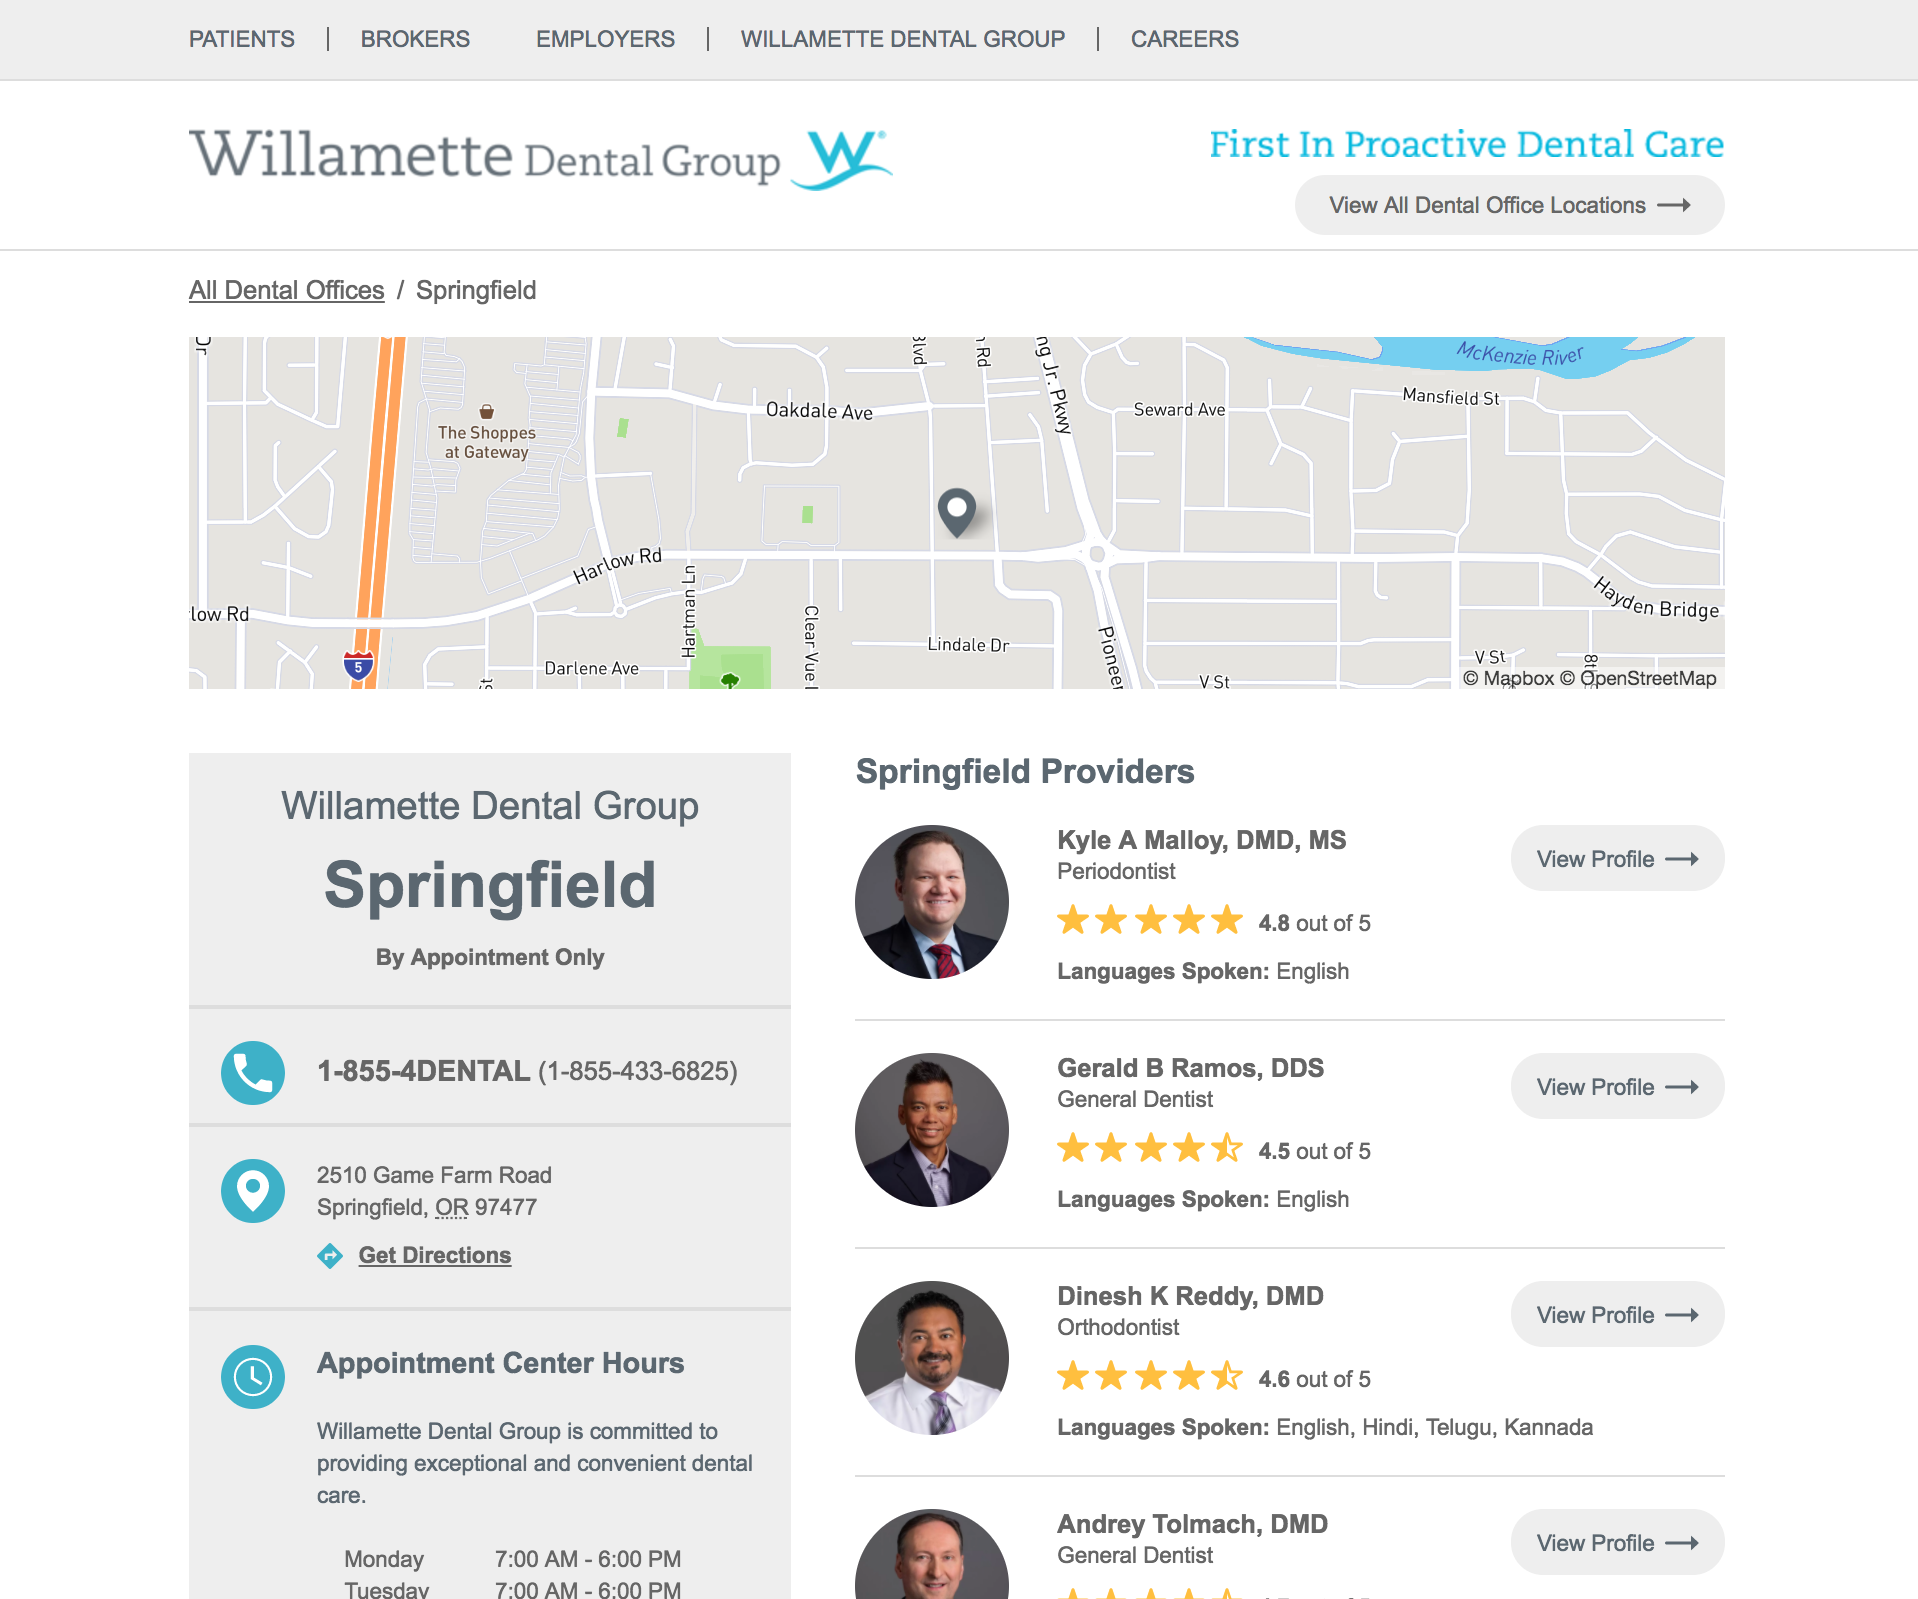 PATIENTS | BROKERS EMPLOYERS | WILLAMETTE DENTAL GROUP | CAREERS
Willamette Dental Group W®
First In Proactive Dental Care
View All Dental Office Locations
All Dental Offices / Springfield
Dr
Blvd
n Rd
ng Jr. Pkwy
McKenzie River
Mansfield St
Oakdale Ave
Seward Ave
The Shoppes
at Gateway
Harlow Rd
Hartman Ln
Hayden Bridge
low Rd
Clear Vue
Lindale Dr
Pioneer
Darlene Ave
5
St
V St
V St
8th
© Mapbox © OpenStreetMap
Willamette Dental Group
Springfield
By Appointment Only
1-855-4DENTAL (1-855-433-6825)
2510 Game Farm Road
Springfield, OR 97477
Get Directions
Appointment Center Hours
Willamette Dental Group is committed to
providing exceptional and convenient dental
care.
Monday 7:00 AM - 6:00 PM
Tuesday 7:00 AM - 6:00 PM
Springfield Providers
Kyle A Malloy, DMD, MS
Periodontist
4.8 out of 5
Languages Spoken: English
View Profile
Gerald B Ramos, DDS
General Dentist
4.5 out of 5
Languages Spoken: English
View Profile
Dinesh K Reddy, DMD
Orthodontist
4.6 out of 5
Languages Spoken: English, Hindi, Telugu, Kannada
View Profile
Andrey Tolmach, DMD
General Dentist
View Profile